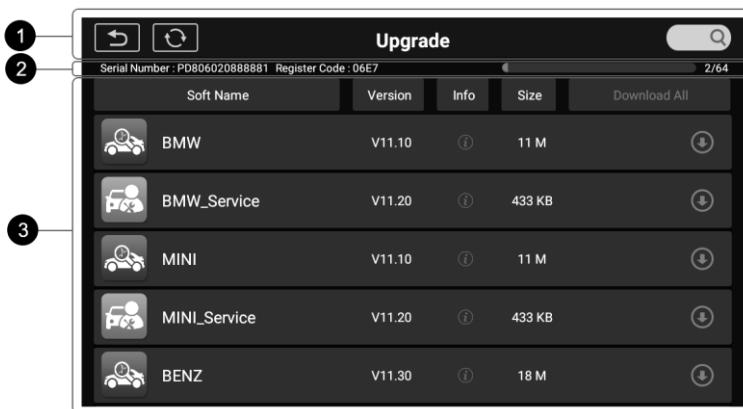 1
Upgrade
2
Serial Number : PD806020888881 Register Code : 06E7 2/64
Soft Name Version Info Size Download All
BMW V11.10 i 11 M
BMW_Service V11.20 i 433 KB
3
MINI V11.10 i 11 M
MINI_Service V11.20 i 433 KB
BENZ V11.30 i 18 M